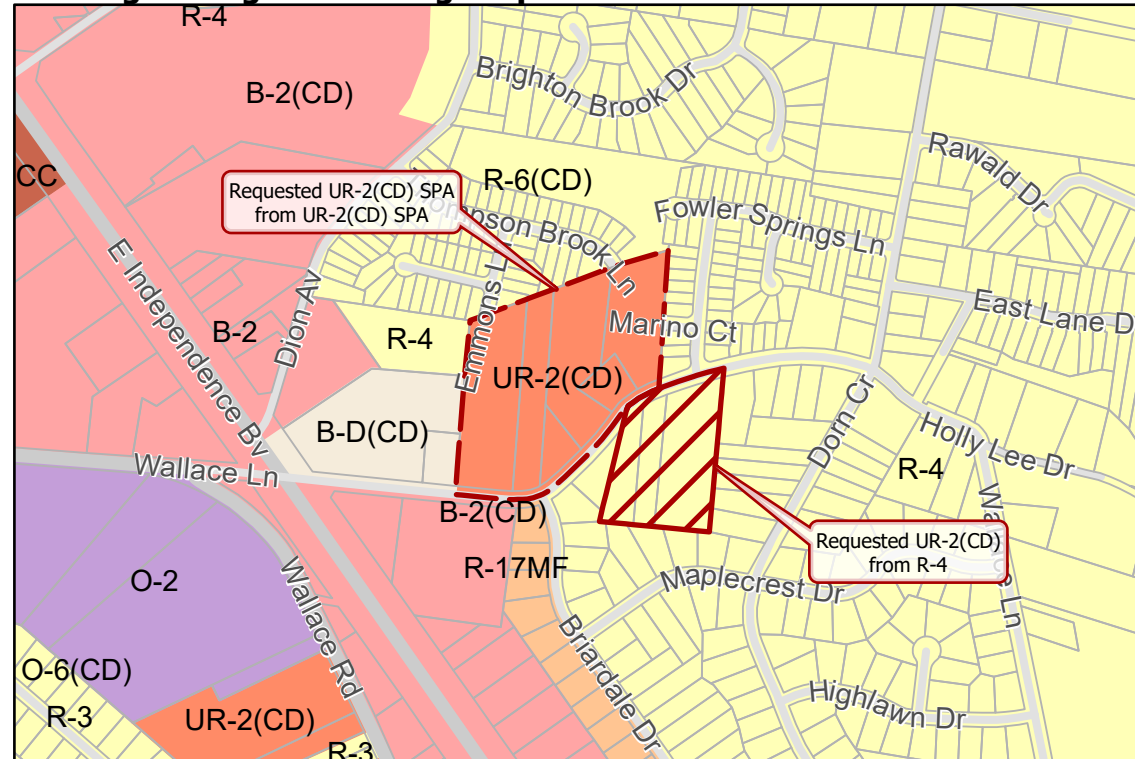 R-4
B-2(CD)
Brighton Brook Dr
CC
Rawald Dr
Requested UR-2(CD) SPA
from UR-2(CD) SPA
R-6(CD)
Brook Ln
Fowler Springs Ln
E Independence Bv
Dion Av
B-2
R-4
Emmons Ln
Marino Ct
East Lane D
UR-2(CD)
B-D(CD)
Wallace Ln
Dorn Cr
Holly Lee Dr
R-4
B-2(CD)
Requested UR-2(CD)
from R-4
O-2
R-17MF
Maplecrest Dr
Wallace Rd
Briardale Dr
O-6(CD)
R-3
UR-2(CD)
R-3
Highlawn Dr